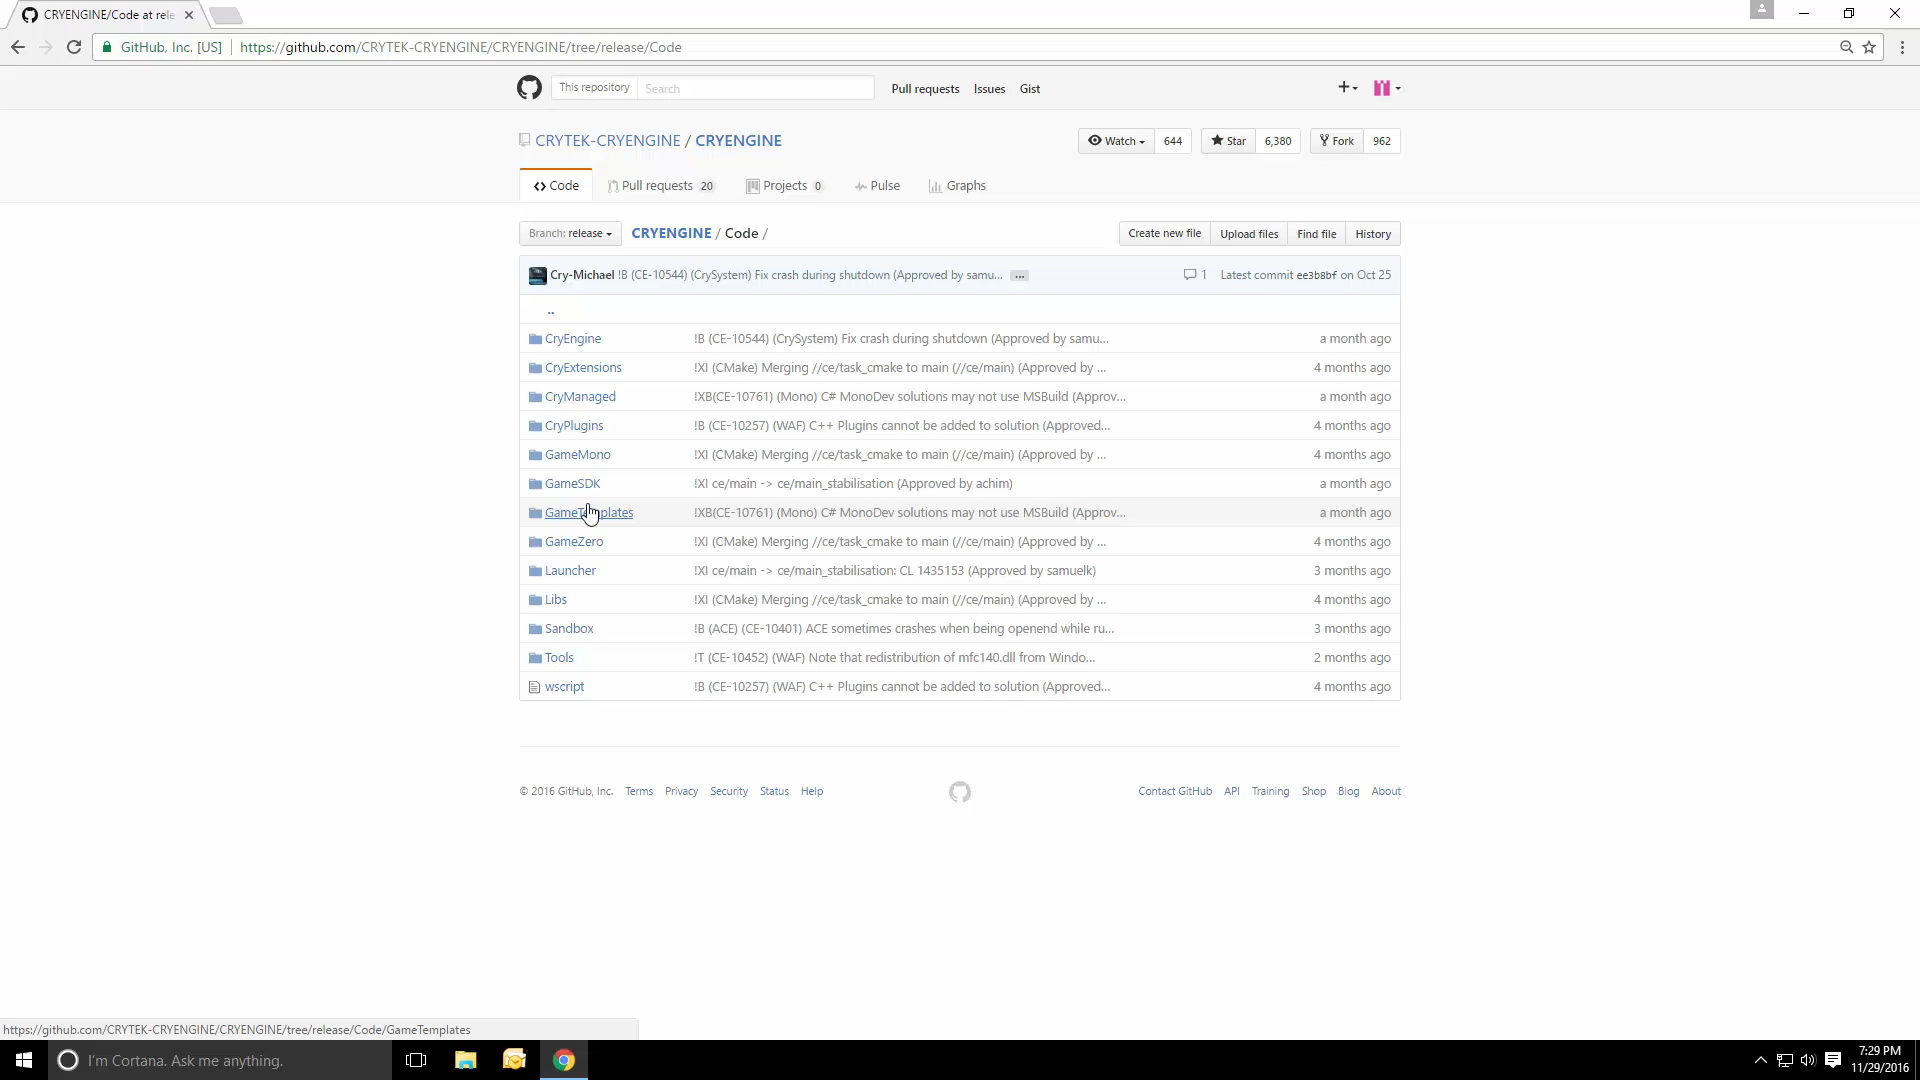 CRYENGINE/Code at rele
GitHub, Inc. [US] https://github.com/CRYTEK-CRYENGINE/CRYENGINE/tree/release/Code
This repository Search Pull requests Issues Gist
CRYTEK-CRYENGINE / CRYENGINE Watch 644 Star 6,380 Fork 962
Code Pull requests 20 Projects 0 Pulse Graphs
Branch: release CRYENGINE / Code / Create new file Upload files Find file History
Cry-Michael !B (CE-10544) (CrySystem) Fix crash during shutdown (Approved by samu... ... 1 Latest commit ee3b8bf on Oct 25
..
CryEngine !B (CE-10544) (CrySystem) Fix crash during shutdown (Approved by samu... a month ago
CryExtensions !XI (CMake) Merging //ce/task_cmake to main (//ce/main) (Approved by ... 4 months ago
CryManaged !XB(CE-10761) (Mono) C# MonoDev solutions may not use MSBuild (Approv... a month ago
CryPlugins !B (CE-10257) (WAF) C++ Plugins cannot be added to solution (Approved... 4 months ago
GameMono !XI (CMake) Merging //ce/task_cmake to main (//ce/main) (Approved by ... 4 months ago
GameSDK !XI ce/main -> ce/main_stabilisation (Approved by achim) a month ago
GameTemplates !XB(CE-10761) (Mono) C# MonoDev solutions may not use MSBuild (Approv... a month ago
GameZero !XI (CMake) Merging //ce/task_cmake to main (//ce/main) (Approved by ... 4 months ago
Launcher !XI ce/main -> ce/main_stabilisation: CL 1435153 (Approved by samuelk) 3 months ago
Libs !XI (CMake) Merging //ce/task_cmake to main (//ce/main) (Approved by ... 4 months ago
Sandbox !B (ACE) (CE-10401) ACE sometimes crashes when being openend while ru... 3 months ago
Tools !T (CE-10452) (WAF) Note that redistribution of mfc140.dll from Windo... 2 months ago
wscript !B (CE-10257) (WAF) C++ Plugins cannot be added to solution (Approved... 4 months ago
© 2016 GitHub, Inc. Terms Privacy Security Status Help Contact GitHub API Training Shop Blog About
https://github.com/CRYTEK-CRYENGINE/CRYENGINE/tree/release/Code/GameTemplates
I'm Cortana. Ask me anything. 7:29 PM
11/29/2016